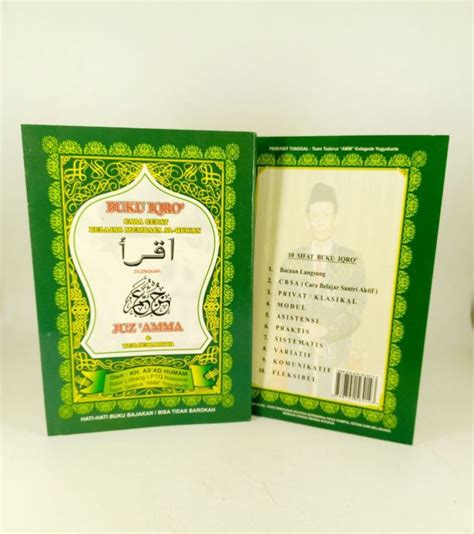 BUKU IQRO'
CARA CEPAT
BELAJAR MEMBACA AL-QUR'AN
اقرأ
DILENGKAPI
JUZ 'AMMA
&
Oleh : KH. AS'AD HUMAM
HATI-HATI BUKU BAJAKAN ! BISA TIDAK BAROKAH
PENERBIT TUNGGAL : Team Tadarus "AMM" Kotagede Yogyakarta
10 SIFAT BUKU IQRO'
1. Bacaan Langsung
2. CBSA ( Cara Belajar Santri Aktif )
3. PRIVAT / KLASIKAL
4. MODUL
5. ASISTENSI
6. PRAKTIS
7. SISTEMATIS
8. VARIATIF
9. KOMUNIKATIF
10. FLEKSIBEL